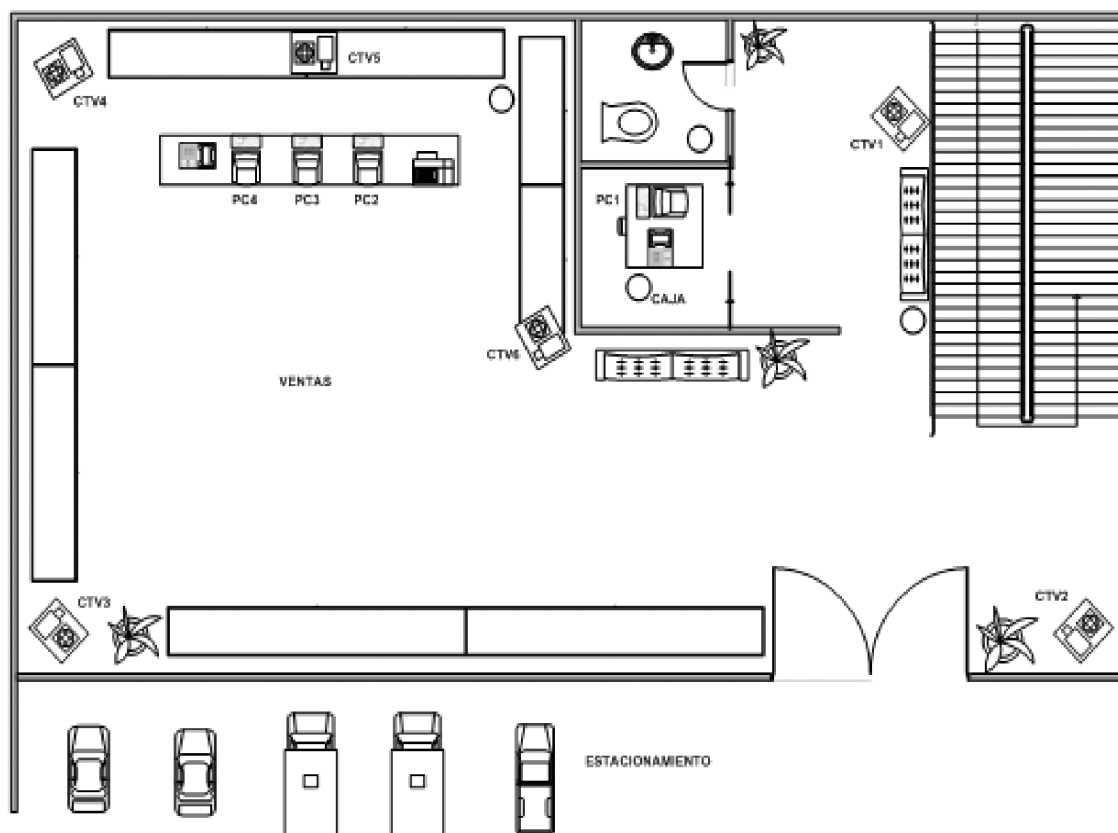 CTV5
CTV4
CTV1
PC4
PC3
PC2
PC1
CAJA
CTV6
VENTAS
CTV3
CTV2
ESTACIONAMIENTO